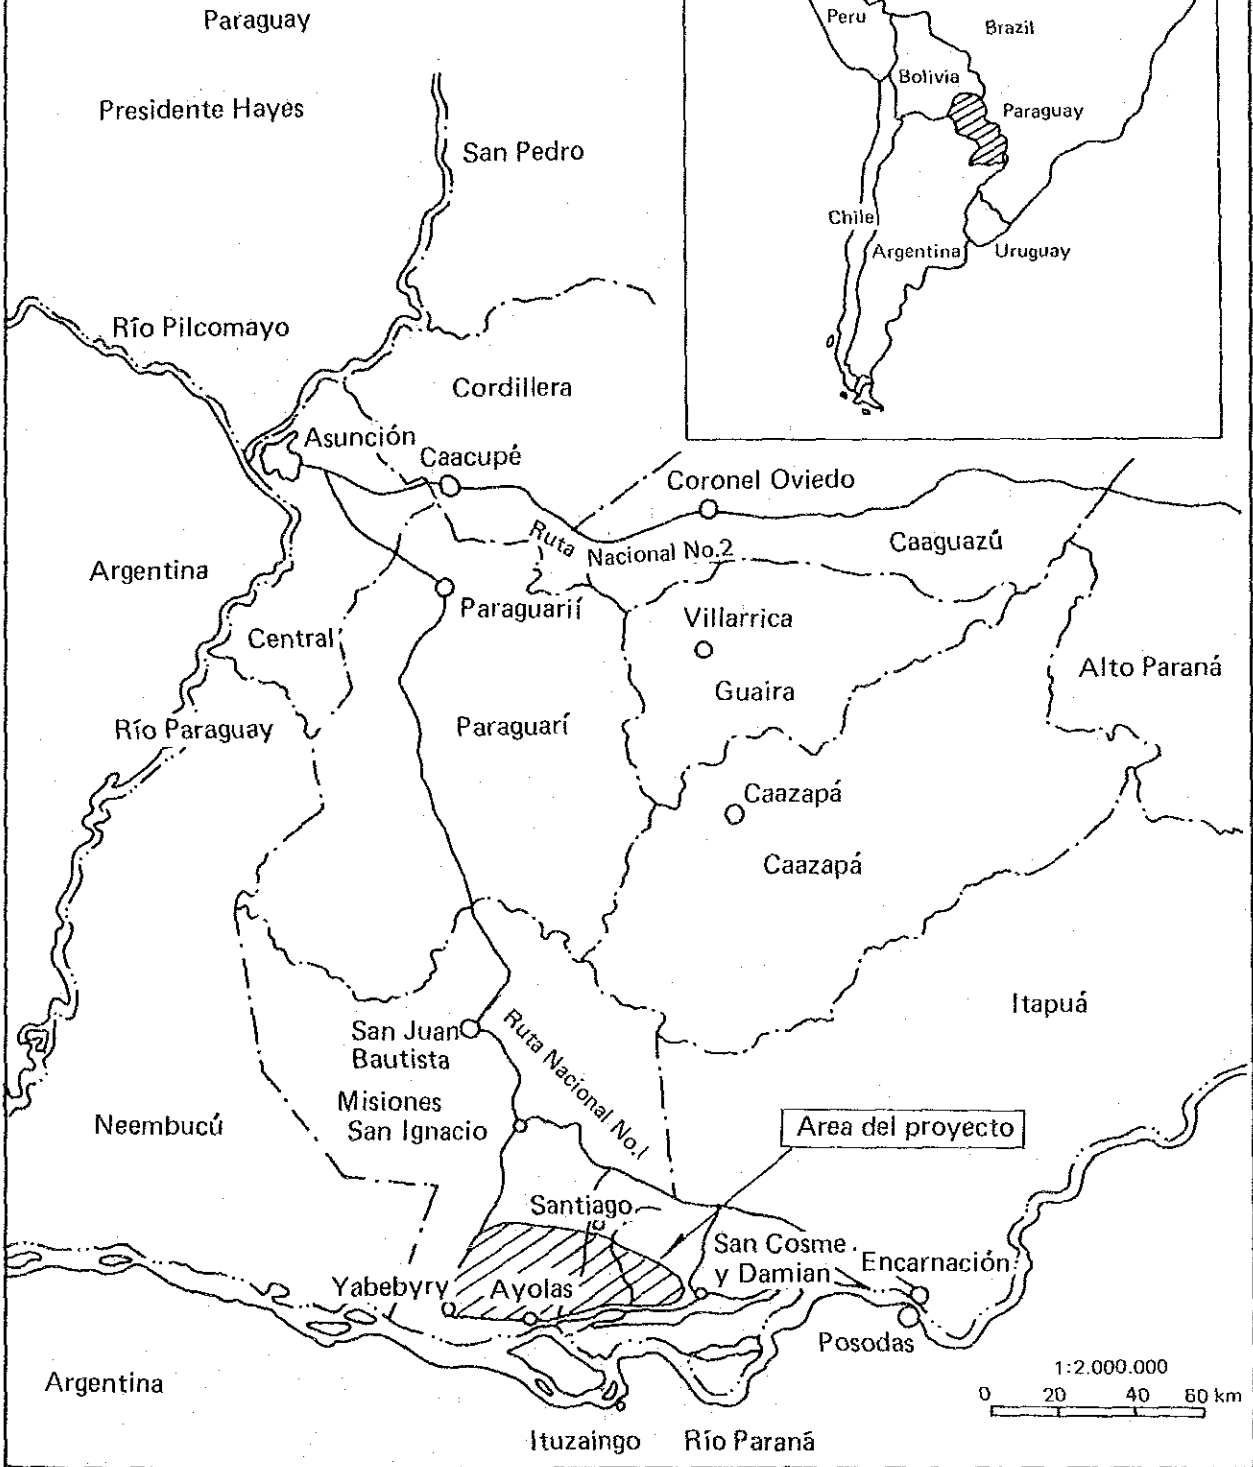 Paraguay
Peru
Brazil
Bolivia
Paraguay
Chile
Argentina
Uruguay
Presidente Hayes
San Pedro
Río Pilcomayo
Cordillera
Asunción
Caacupé
Coronel Oviedo
Ruta Nacional No.2
Caaguazú
Argentina
Paraguarií
Central
Villarrica
Alto Paraná
Guaira
Río Paraguay
Paraguarí
Caazapá
Caazapá
Itapuá
San Juan
Bautista
Ruta Nacional No.1
Misiones
San Ignacio
Neembucú
Area del proyecto
Santiago
San Cosme
y Damian
Encarnación
Yabebyry
Ayolas
Posodas
Argentina
1:2.000.000
0 20 40 60 km
Ituzaingo
Río Paraná